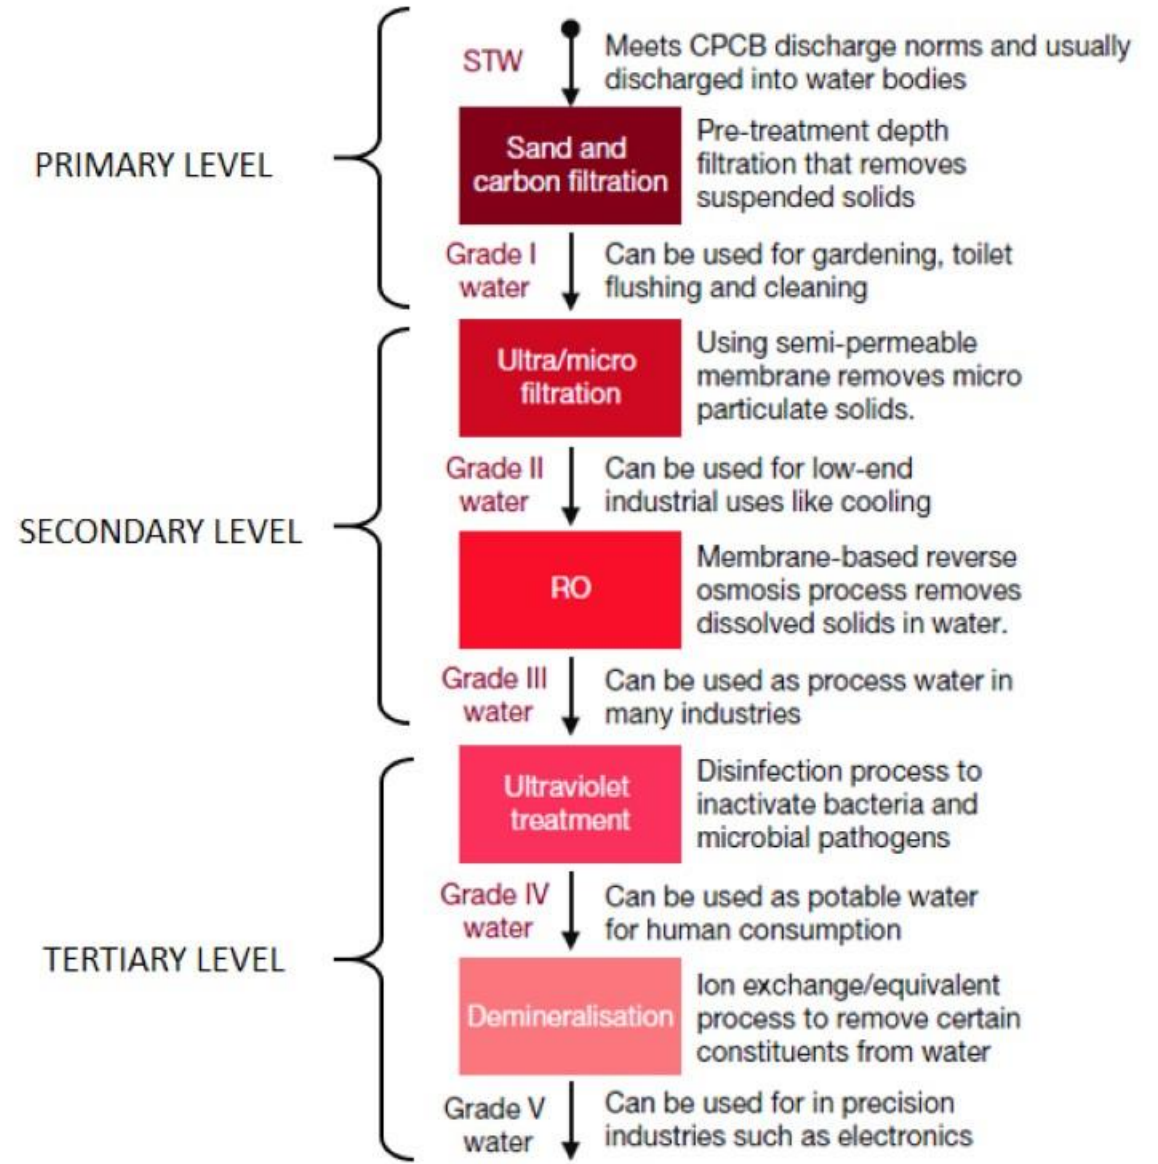 STW
Meets CPCB discharge norms and usually
discharged into water bodies
PRIMARY LEVEL
Sand and
carbon filtration
Pre-treatment depth
filtration that removes
suspended solids
Grade I
water
Can be used for gardening, toilet
flushing and cleaning
Ultra/micro
filtration
Using semi-permeable
membrane removes micro
particulate solids.
Grade II
water
Can be used for low-end
industrial uses like cooling
SECONDARY LEVEL
RO
Membrane-based reverse
osmosis process removes
dissolved solids in water.
Grade III
water
Can be used as process water in
many industries
Ultraviolet
treatment
Disinfection process to
inactivate bacteria and
microbial pathogens
Grade IV
water
Can be used as potable water
for human consumption
TERTIARY LEVEL
Demineralisation
Ion exchange/equivalent
process to remove certain
constituents from water
Grade V
water
Can be used for in precision
industries such as electronics